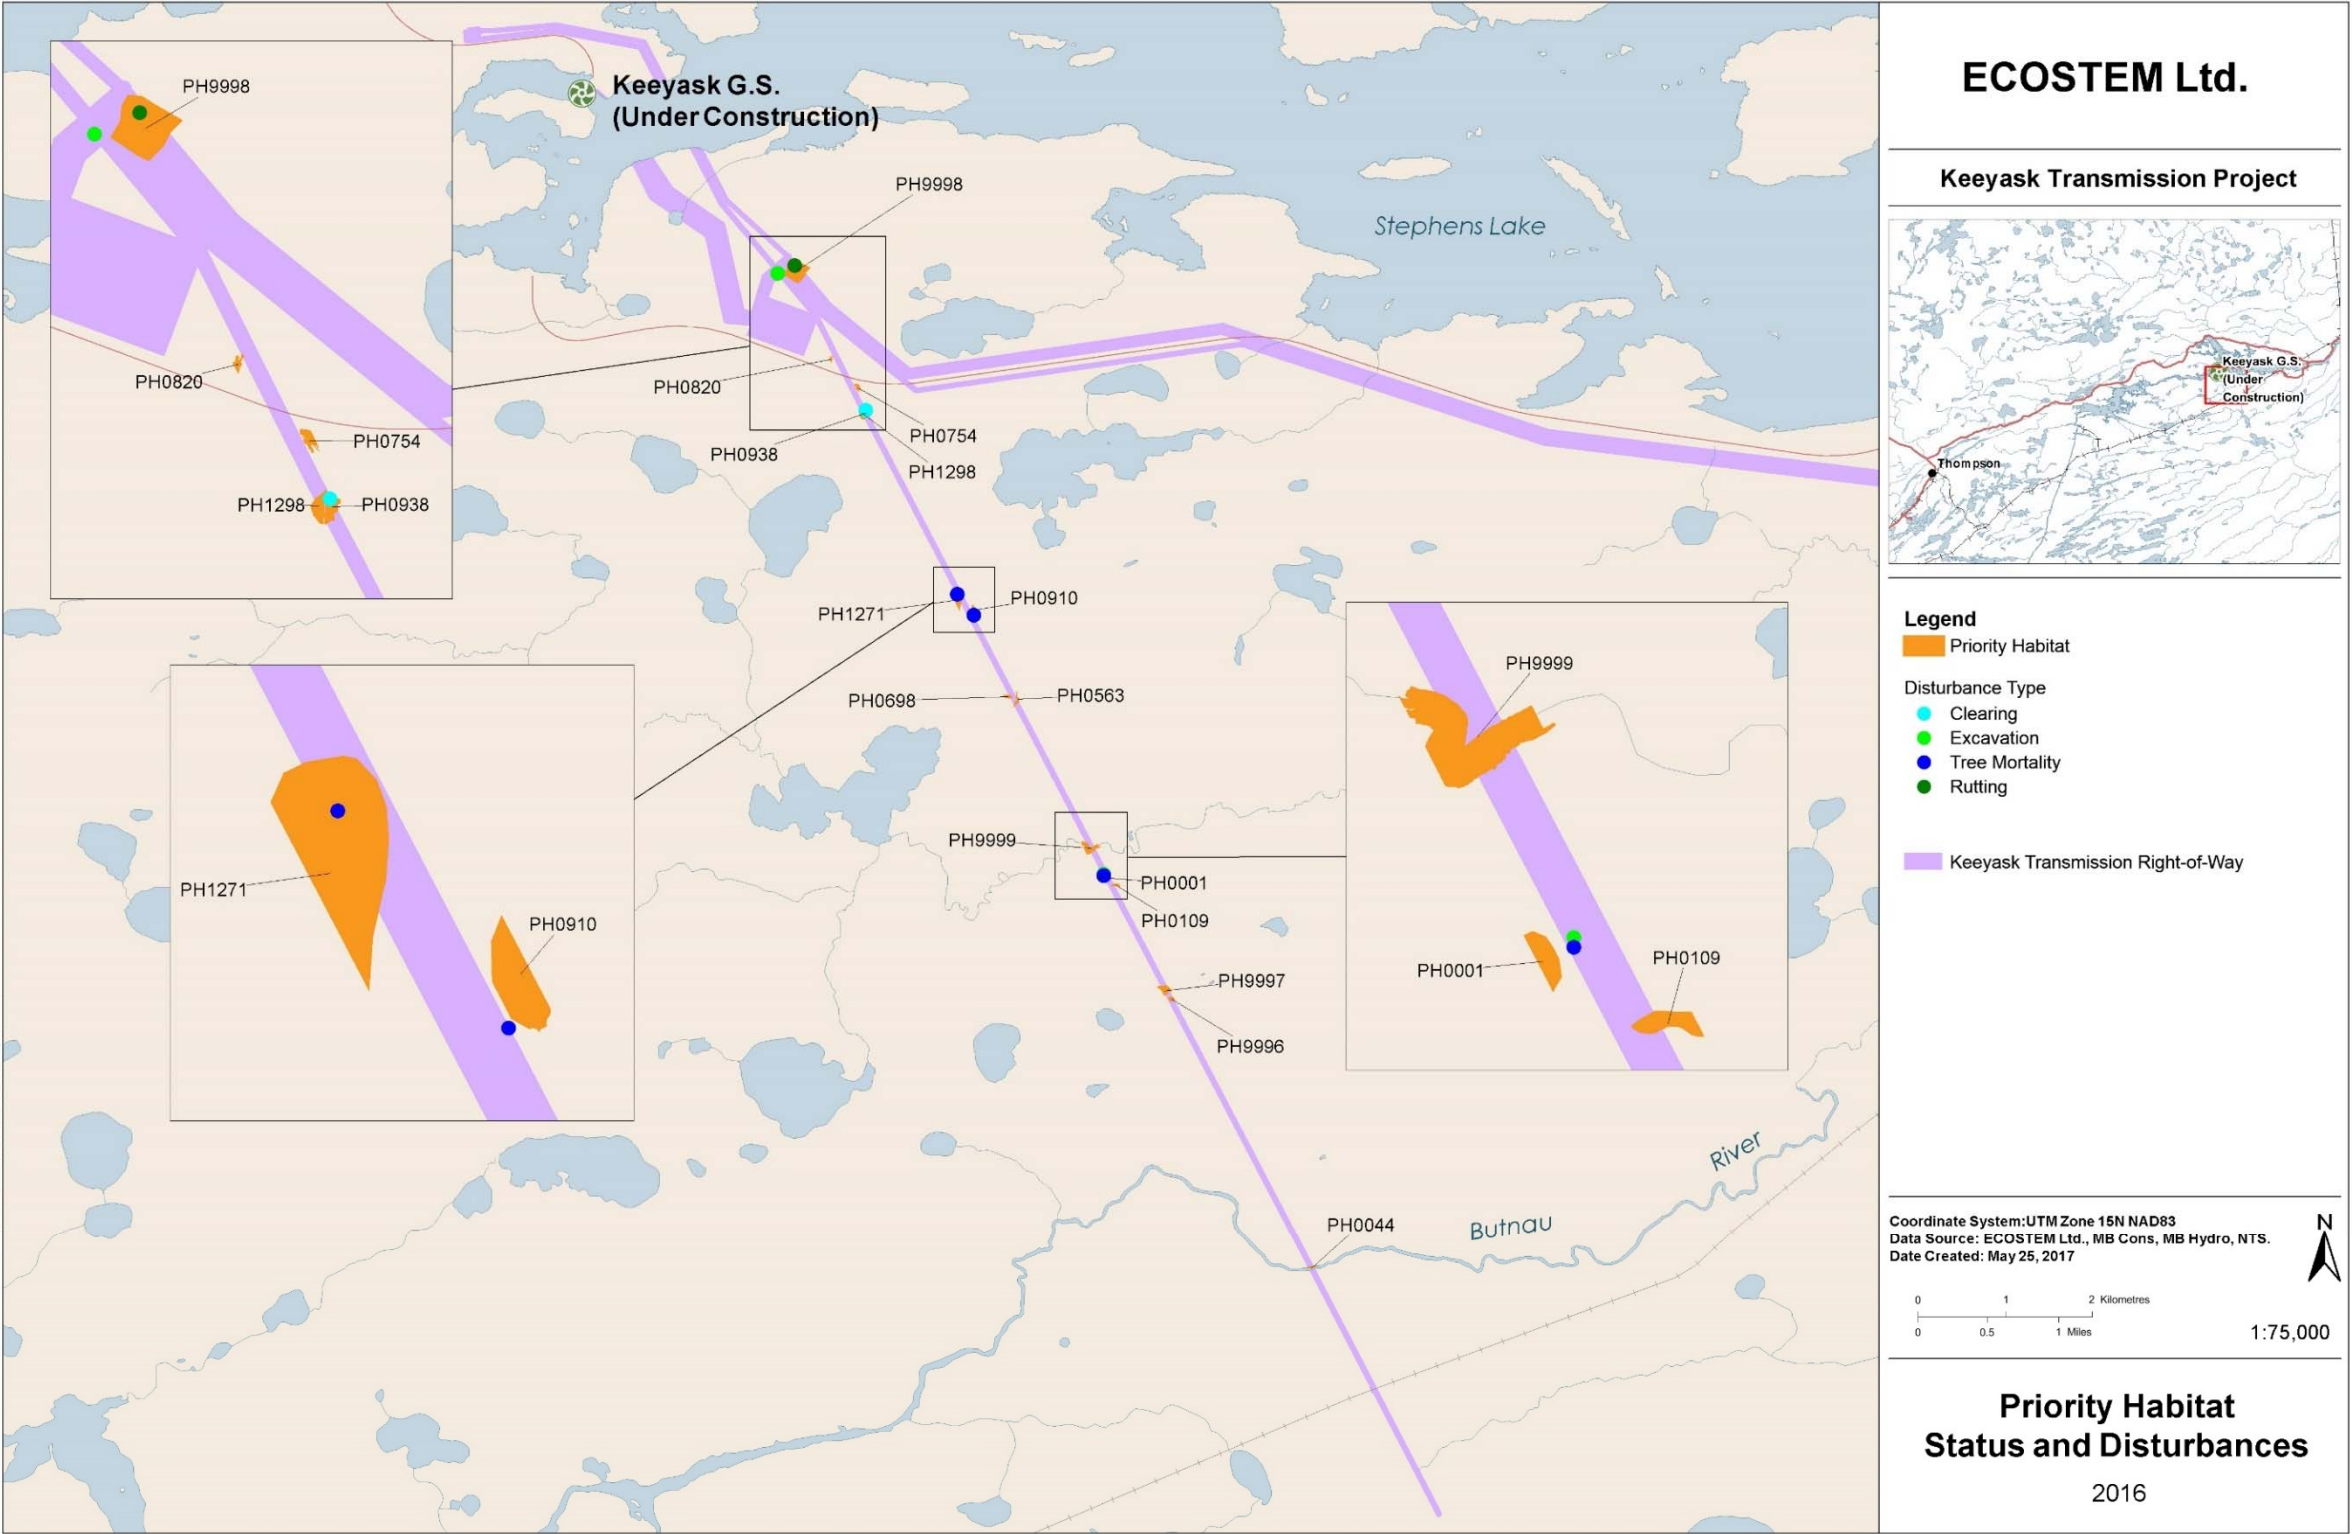 PH9998
PH0820
PH0754
PH1298
PH0938
Keeyask G.S.
(Under Construction)
PH9998
Stephens Lake
PH0820
PH0754
PH0938
PH1298
PH1271
PH0910
PH1271
PH0910
PH0698
PH0563
PH9999
PH0001
PH0109
PH9999
PH0001
PH0109
PH9997
PH9996
PH0044
Butnau
River
ECOSTEM Ltd.
Keeyask Transmission Project
Keeyask G.S.
(Under
Construction)
Thompson
Legend
Priority Habitat
Disturbance Type
Clearing
Excavation
Tree Mortality
Rutting
Keeyask Transmission Right-of-Way
Coordinate System:UTM Zone 15N NAD83
Data Source: ECOSTEM Ltd., MB Cons, MB Hydro, NTS.
Date Created: May 25, 2017
N
0 1 2 Kilometres
0 0.5 1 Miles
1:75,000
Priority Habitat
Status and Disturbances
2016